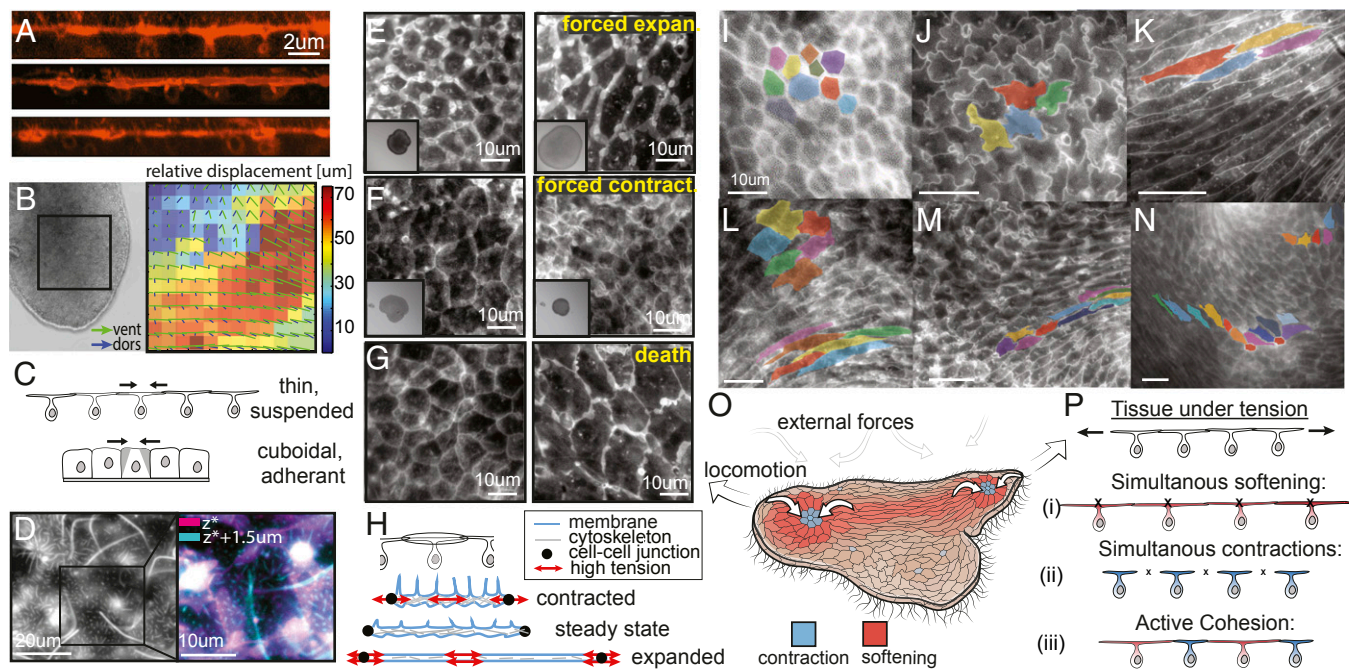 A
2um
B
relative displacement [um]
70
50
30
10
vent
dors
C
thin,
suspended
cuboidal,
adherant
D
20um
z*
z*+1.5um
10um
E
10um
forced expan.
10um
F
10um
forced contract.
10um
G
10um
death
10um
H
membrane
cytoskeleton
cell-cell junction
high tension
contracted
steady state
expanded
I
10um
J
K
L
M
N
O
external forces
locomotion
contraction
softening
P
Tissue under tension
Simultanous softening:
(i)
x x x x
Simultanous contractions:
(ii)
x x x x
Active Cohesion:
(iii)